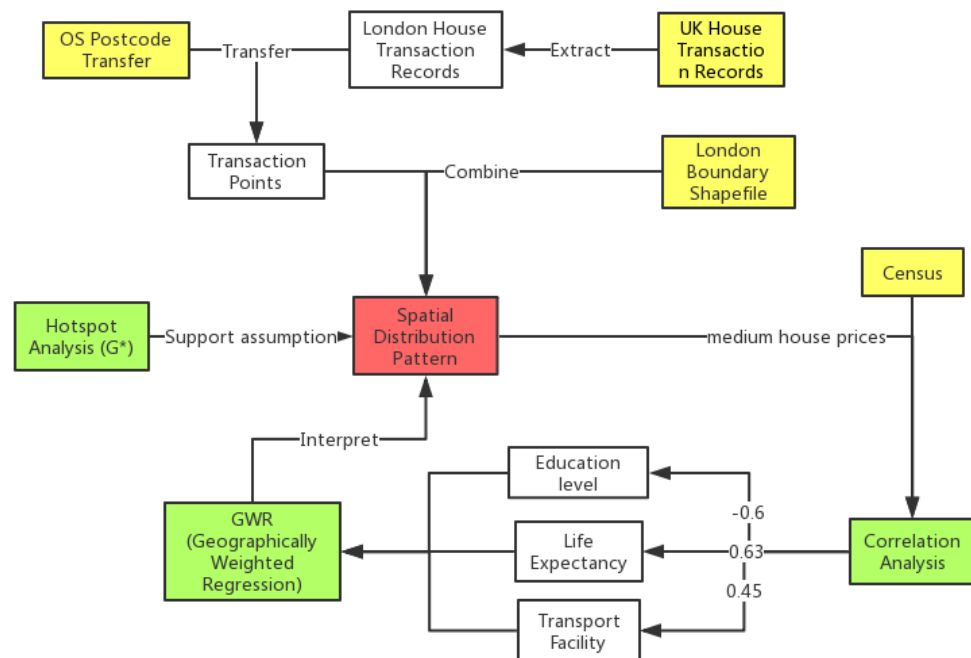 OS Postcode
Transfer
Transfer
London House
Transaction
Records
Extract
UK House
Transactio
n Records
Transaction
Points
Combine
London
Boundary
Shapefile
Census
Hotspot
Analysis (G*)
Support assumption
Spatial
Distribution
Pattern
medium house prices
Interpret
Education
level
-0.6
GWR
(Geographically
Weighted
Regression)
Life
Expectancy
0.63
Correlation
Analysis
0.45
Transport
Facility